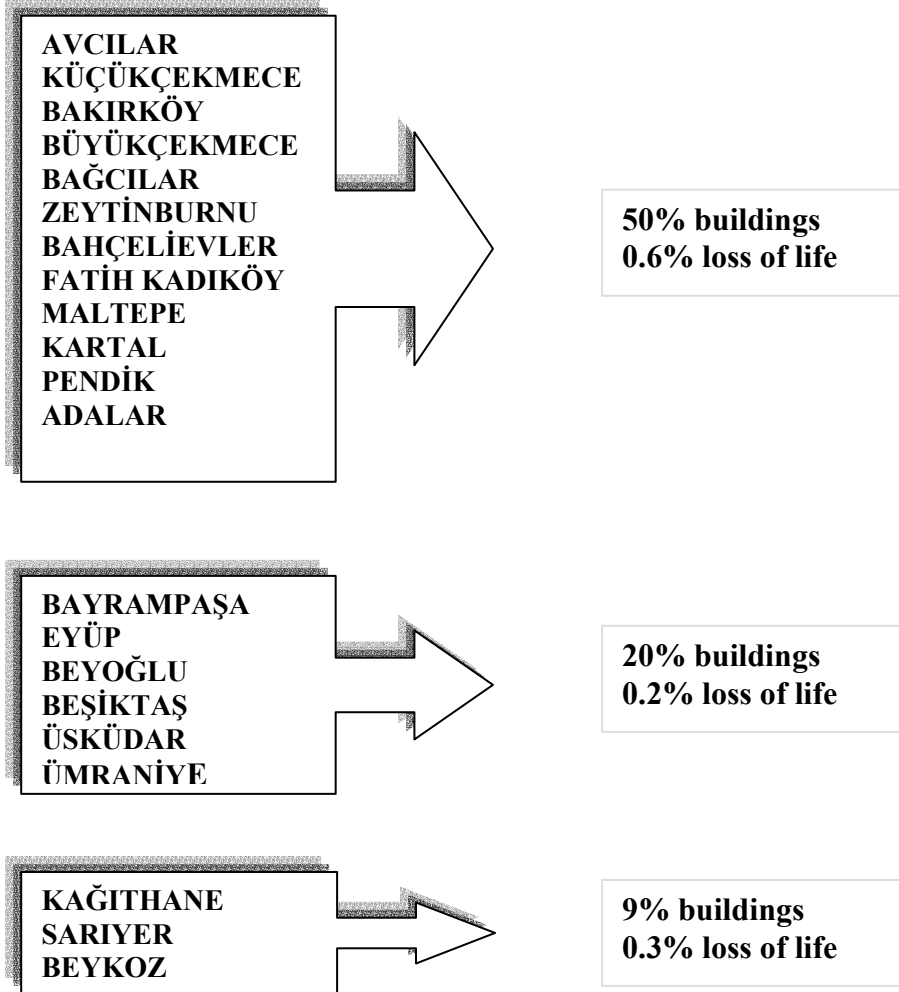 AVCILAR
KÜÇÜKÇEKMECE
BAKIRKÖY
BÜYÜKÇEKMECE
BAĞCILAR
ZEYTİNBURNU
BAHÇELİEVLER
FATİH KADIKÖY
MALTEPE
KARTAL
PENDİK
ADALAR
50% buildings
0.6% loss of life
BAYRAMPAŞA
EYÜP
BEYOĞLU
BEŞİKTAŞ
ÜSKÜDAR
ÜMRANİYE
20% buildings
0.2% loss of life
KAĞITHANE
SARIYER
BEYKOZ
9% buildings
0.3% loss of life